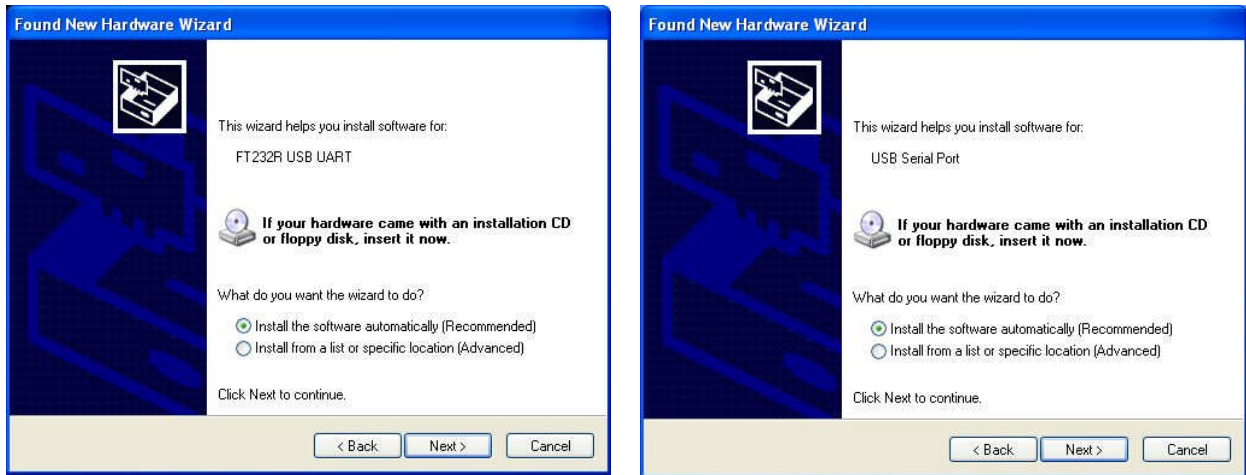 Found New Hardware Wizard
This wizard helps you install software for:
FT232R USB UART
If your hardware came with an installation CD
or floppy disk, insert it now.
What do you want the wizard to do?
Install the software automatically (Recommended)
Install from a list or specific location (Advanced)
Click Next to continue.
< Back
Next >
Cancel
Found New Hardware Wizard
This wizard helps you install software for:
USB Serial Port
If your hardware came with an installation CD
or floppy disk, insert it now.
What do you want the wizard to do?
Install the software automatically (Recommended)
Install from a list or specific location (Advanced)
Click Next to continue.
< Back
Next >
Cancel